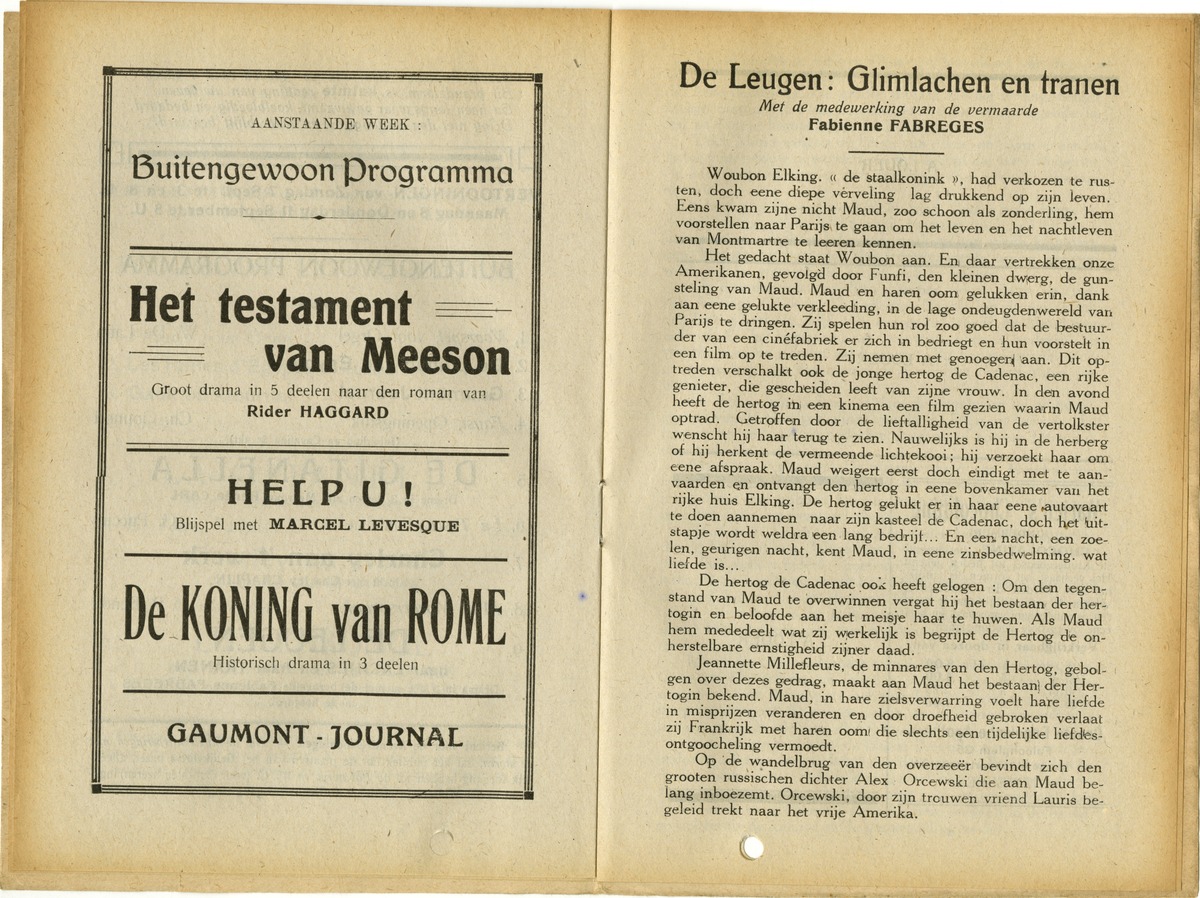 AANSTAANDE WEEK :
Buitengewoon Programma
Het testament
van Meeson
Groot drama in 5 deelen naar den roman van
Rider HAGGARD
HELP U !
Blijspel met MARCEL LEVESQUE
De KONING van ROME
Historisch drama in 3 deelen
GAUMONT - JOURNAL
De Leugen : Glimlachen en tranen
Met de medewerking van de vermaarde
Fabienne FABREGES
Woubon Elking. « de staalkonink », had verkozen te rus-
ten, doch eene diepe verveling lag drukkend op zijn leven.
Eens kwam zijne nicht Maud, zoo schoon als zonderling, hem
voorstellen naar Parijs te gaan om het leven en het nachtleven
van Montmartre te leeren kennen.
Het gedacht staat Woubon aan. En daar vertrekken onze
Amerikanen, gevolgd door Funfi, den kleinen dwerg, de gun-
steling van Maud. Maud en haren oom gelukken erin, dank
aan eene gelukte verkleeding, in de lage ondeugdenwereld van
Parijs te dringen. Zij spelen hun rol zoo goed dat de bestuur-
der van een cinéfabriek er zich in bedriegt en hun voorstelt in
een film op te treden. Zij nemen met genoegen aan. Dit op-
treden verschalkt ook de jonge hertog de Cadenac, een rijke
genieter, die gescheiden leeft van zijne vrouw. In den avond
heeft de hertog in een kinema een film gezien waarin Maud
optrad. Getroffen door de lieftalligheid van de vertolkster
wenscht hij haar terug te zien. Nauwelijks is hij in de herberg
of hij herkent de vermeende lichtekooi ; hij verzoekt haar om
eene afspraak. Maud weigert eerst doch eindigt met te aan-
vaarden en ontvangt den hertog in eene bovenkamer van het
rijke huis Elking. De hertog gelukt er in haar eene autovaart
te doen aannemen naar zijn kasteel de Cadenac, doch het uit-
stapje wordt weldra een lang bedrijf... En een nacht, een zoe-
len, geurigen nacht, kent Maud, in eene zinsbedwelming. wat
liefde is...
De hertog de Cadenac ook heeft gelogen : Om den tegen-
stand van Maud te overwinnen vergat hij het bestaan der her-
togin en beloofde aan het meisje haar te huwen. Als Maud
hem mededeelt wat zij werkelijk is begrijpt de Hertog de on-
herstelbare ernstigheid zijner daad.
Jeannette Millefleurs, de minnares van den Hertog, gebol-
gen over dezes gedrag, maakt aan Maud het bestaan der Her-
togin bekend. Maud, in hare zielsverwarring voelt hare liefde
in misprijzen veranderen en door droefheid gebroken verlaat
zij Frankrijk met haren oom die slechts een tijdelijke liefdes-
ontgoocheling vermoedt.
Op de wandelbrug van den overzeeër bevindt zich den
grooten russischen dichter Alex Orcewski die aan Maud be-
lang inboezemt. Orcewski, door zijn trouwen vriend Lauris be-
geleid trekt naar het vrije Amerika.